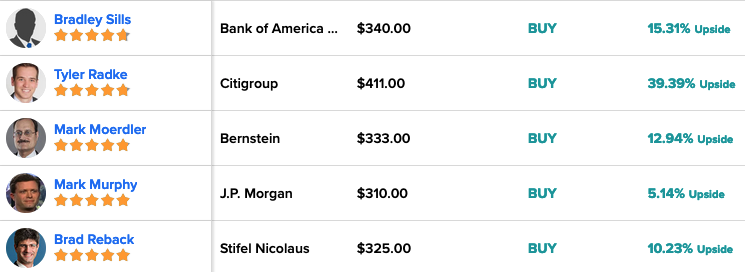 Bradley Sills
Bank of America ... $340.00 BUY 15.31% Upside
Tyler Radke
Citigroup $411.00 BUY 39.39% Upside
Mark Moerdler
Bernstein $333.00 BUY 12.94% Upside
Mark Murphy
J.P. Morgan $310.00 BUY 5.14% Upside
Brad Reback
Stifel Nicolaus $325.00 BUY 10.23% Upside